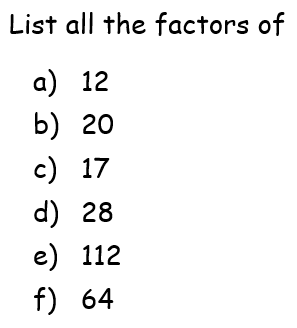 List all the factors of
a) 12
b) 20
c) 17
d) 28
e) 112
f) 64